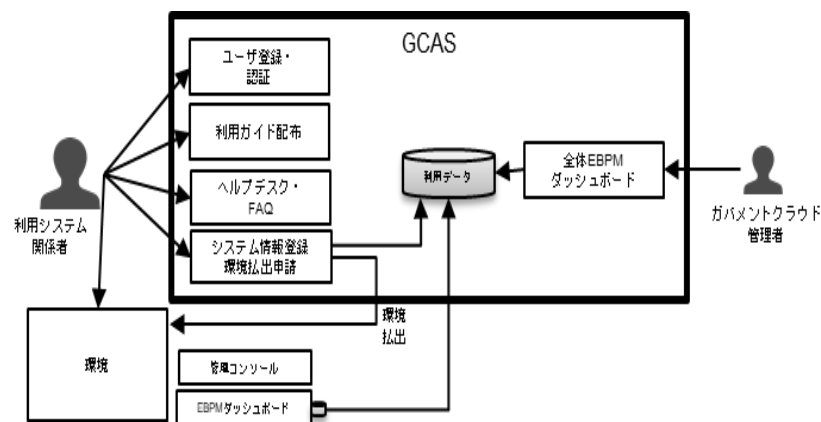 GCAS
ユーザ登録・
認証
利用ガイド配布
ヘルプデスク・
FAQ
システム情報登録
環境払出申請
利用データ
全体EBPM
ダッシュボード
利用システム
関係者
ガバメントクラウド
管理者
環境
払出
環境
管理コンソール
EBPMダッシュボード